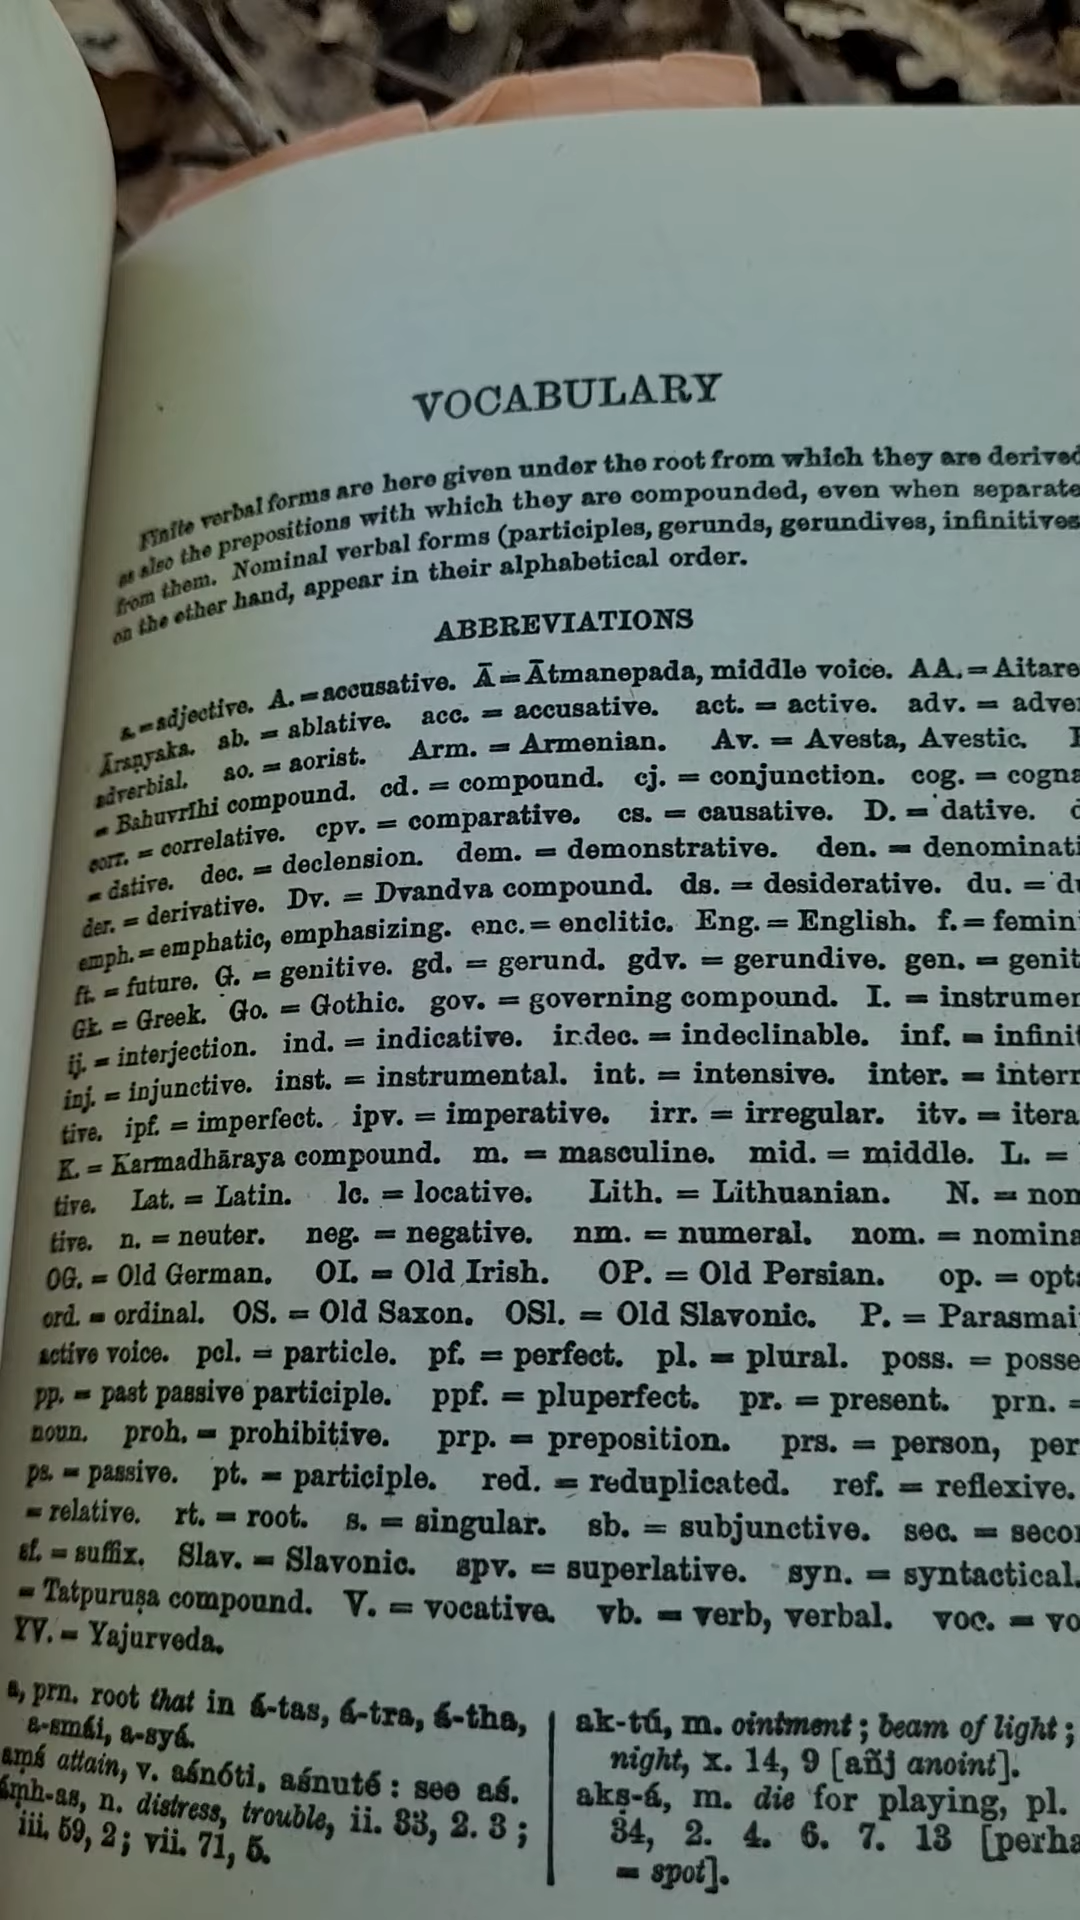 VOCABULARY
Finite verbal forms are here given under the root from which they are derived
as also the prepositions with which they are compounded, even when separate
from them. Nominal verbal forms (participles, gerunds, gerundives, infinitives
on the other hand, appear in their alphabetical order.
ABBREVIATIONS
a. = adjective. A. = accusative. Ā = Ātmanepada, middle voice. AA. = Aitare
Āraṇyaka. ab. = ablative. acc. = accusative. act. = active. adv. = adver
adverbial. ao. = aorist. Arm. = Armenian. Av. = Avesta, Avestic.
= Bahuvrīhi compound. cd. = compound. cj. = conjunction. cog. = cogna
corr. = correlative. cpv. = comparative. cs. = causative. D. = dative.
= dative. dec. = declension. dem. = demonstrative. den. = denominati
der. = derivative. Dv. = Dvandva compound. ds. = desiderative. du. = du
emph. = emphatic, emphasizing. enc. = enclitic. Eng. = English. f. = femin
ft. = future. G. = genitive. gd. = gerund. gdv. = gerundive. gen. = genit
Gk. = Greek. Go. = Gothic. gov. = governing compound. I. = instrumen
ij. = interjection. ind. = indicative. indec. = indeclinable. inf. = infinit
inj. = injunctive. inst. = instrumental. int. = intensive. inter. = interr
tive. ipf. = imperfect. ipv. = imperative. irr. = irregular. itv. = itera
K. = Karmadhāraya compound. m. = masculine. mid. = middle. L. =
tive. Lat. = Latin. lc. = locative. Lith. = Lithuanian. N. = nom
tive. n. = neuter. neg. = negative. nm. = numeral. nom. = nomina
OG. = Old German. OI. = Old Irish. OP. = Old Persian. op. = opt
ord. = ordinal. OS. = Old Saxon. OSl. = Old Slavonic. P. = Parasmai
active voice. pcl. = particle. pf. = perfect. pl. = plural. poss. = posse
pp. = past passive participle. ppf. = pluperfect. pr. = present. prn. =
noun. proh. = prohibitive. prp. = preposition. prs. = person, per
ps. = passive. pt. = participle. red. = reduplicated. ref. = reflexive.
= relative. rt. = root. s. = singular. sb. = subjunctive. sec. = secon
sf. = suffix. Slav. = Slavonic. spv. = superlative. syn. = syntactical.
= Tatpuruṣa compound. V. = vocative. vb. = verb, verbal. voc. = vo
YV. = Yajurveda.
a, prn. root that in á-tas, á-tra, á-tha,
a-smái, a-syá.
aṃś attain, v. aśnóti, aśnuté : see aś.
áṃh-as, n. distress, trouble, ii. 33, 2. 3 ;
iii. 59, 2 ; vii. 71, 5.
ak-tú, m. ointment ; beam of light ;
night, x. 14, 9 [añj anoint].
akṣ-á, m. die for playing, pl.
34, 2. 4. 6. 7. 13 [perha
= spot].